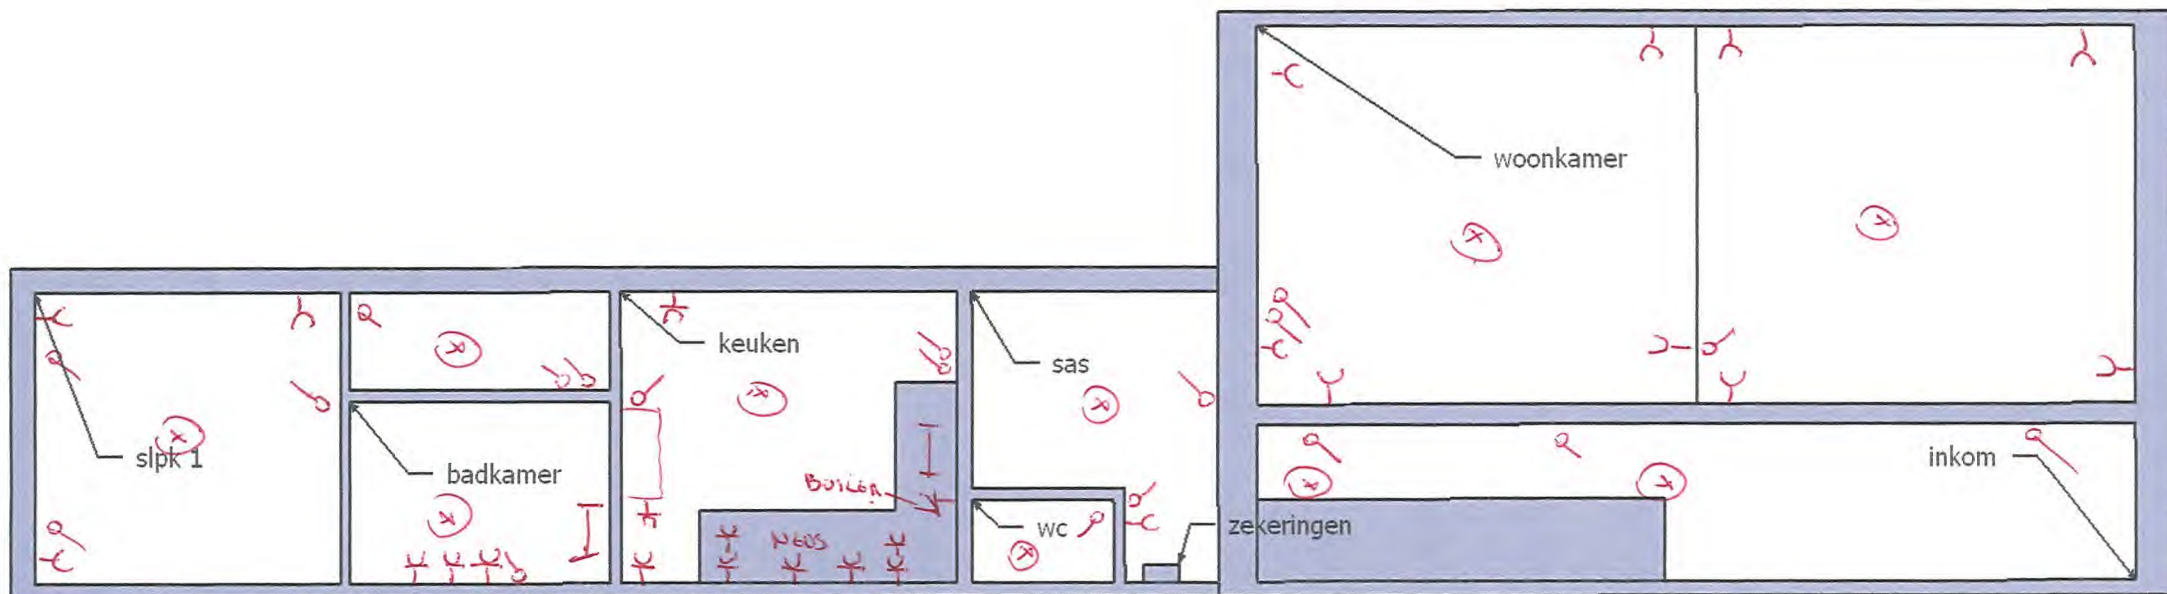 woonkamer
keuken
sas
slpk 1
badkamer
inkom
BOILER
wc
zekeringen